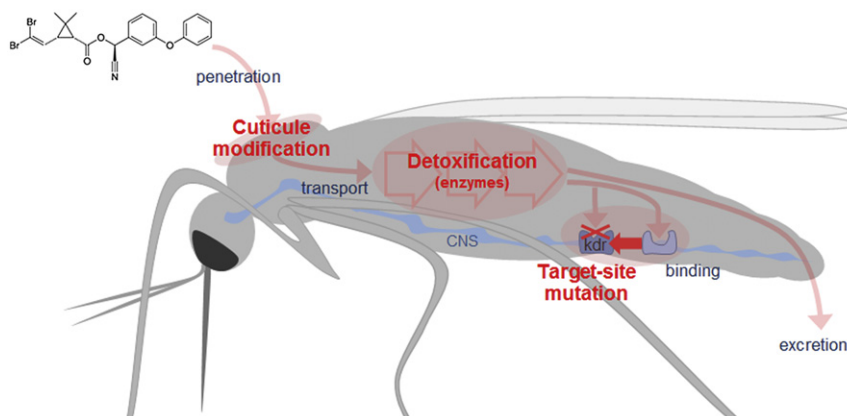 Br
Br
O
O
O
N
penetration
Cuticule
modification
transport
Detoxification
(enzymes)
CNS
kdr
Target-site
mutation
binding
excretion